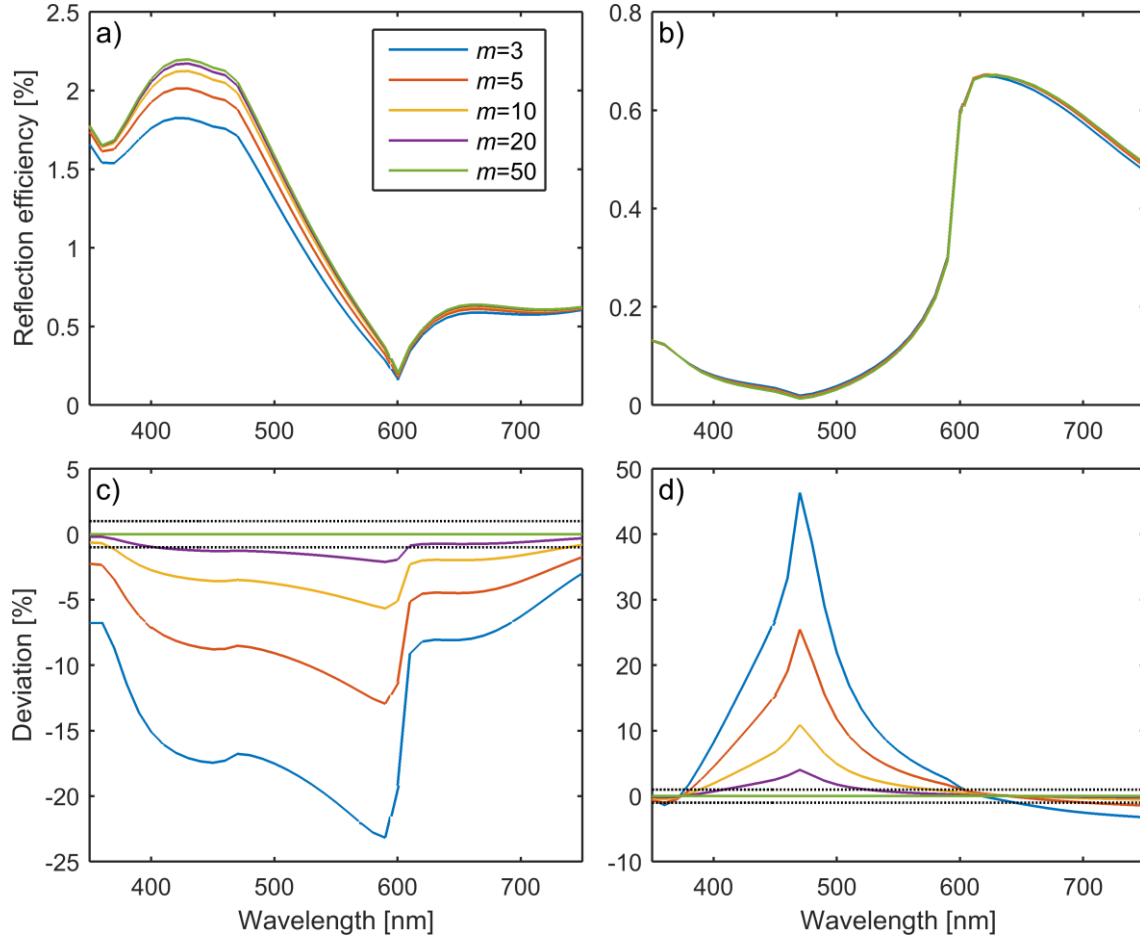 a)
b)
Reflection efficiency [%]
2.5
2
1.5
1
0.5
0
400 500 600 700
m=3
m=5
m=10
m=20
m=50
0.8
0.6
0.4
0.2
0
400 500 600 700
c)
Deviation [%]
5
0
-5
-10
-15
-20
-25
400 500 600 700
Wavelength [nm]
d)
50
40
30
20
10
0
-10
400 500 600 700
Wavelength [nm]